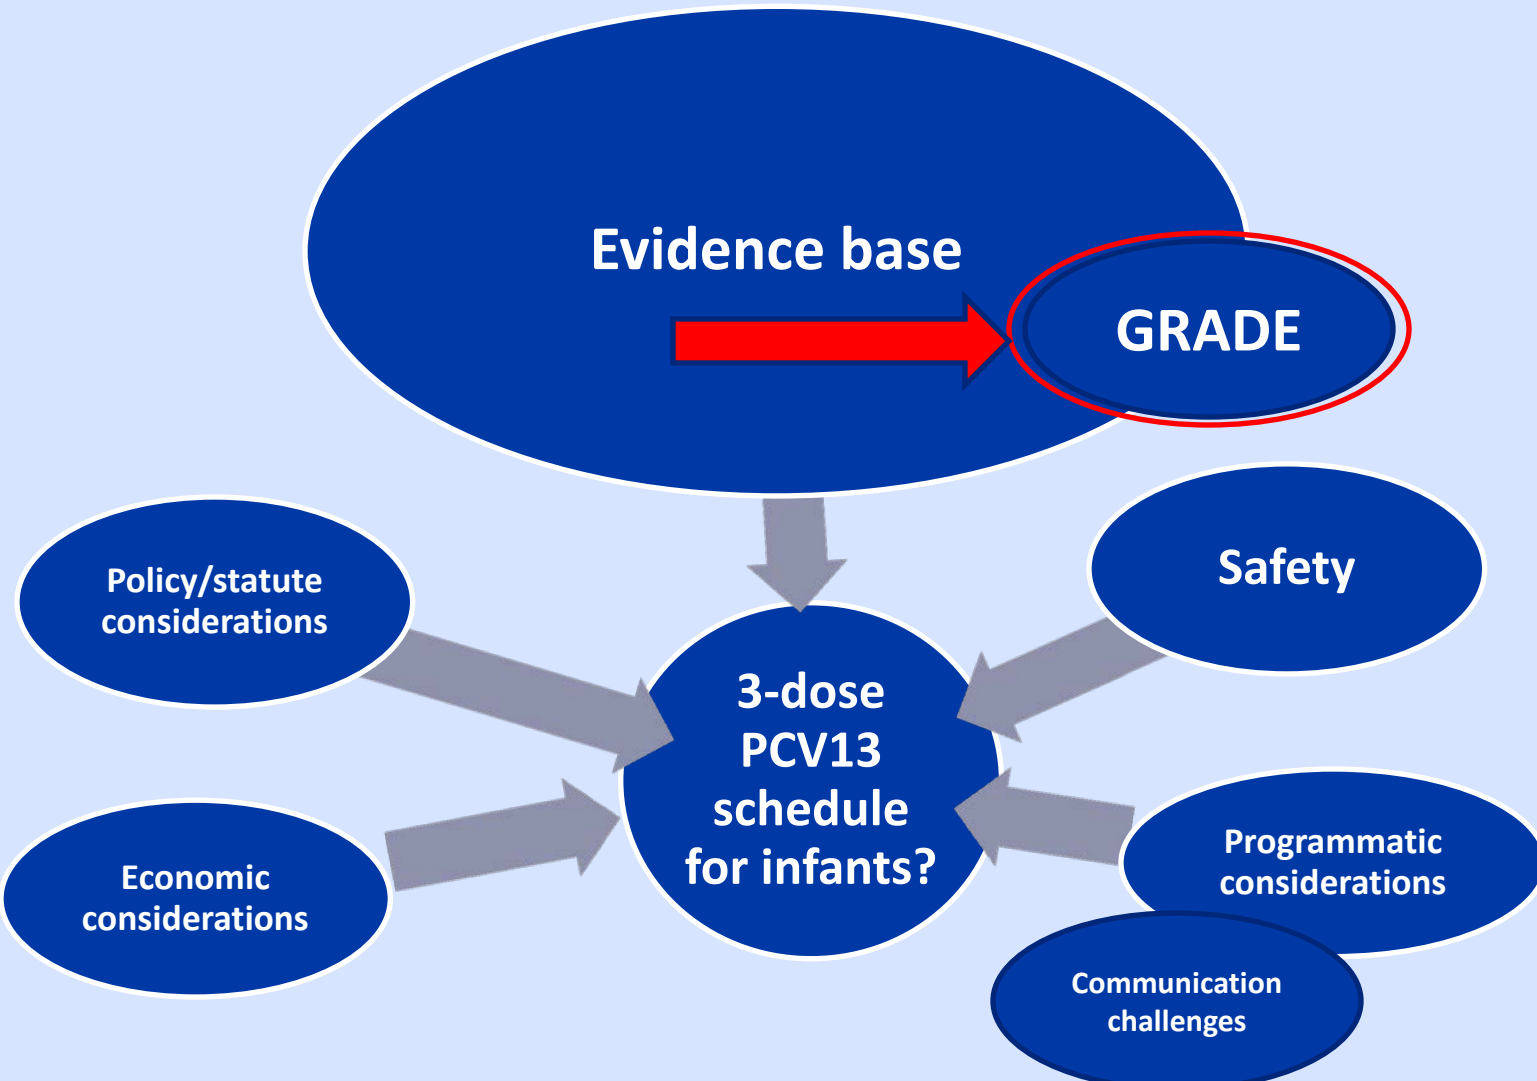 Evidence base
GRADE
Policy/statute
considerations
Safety
3-dose
PCV13
schedule
for infants?
Economic
considerations
Programmatic
considerations
Communication
challenges